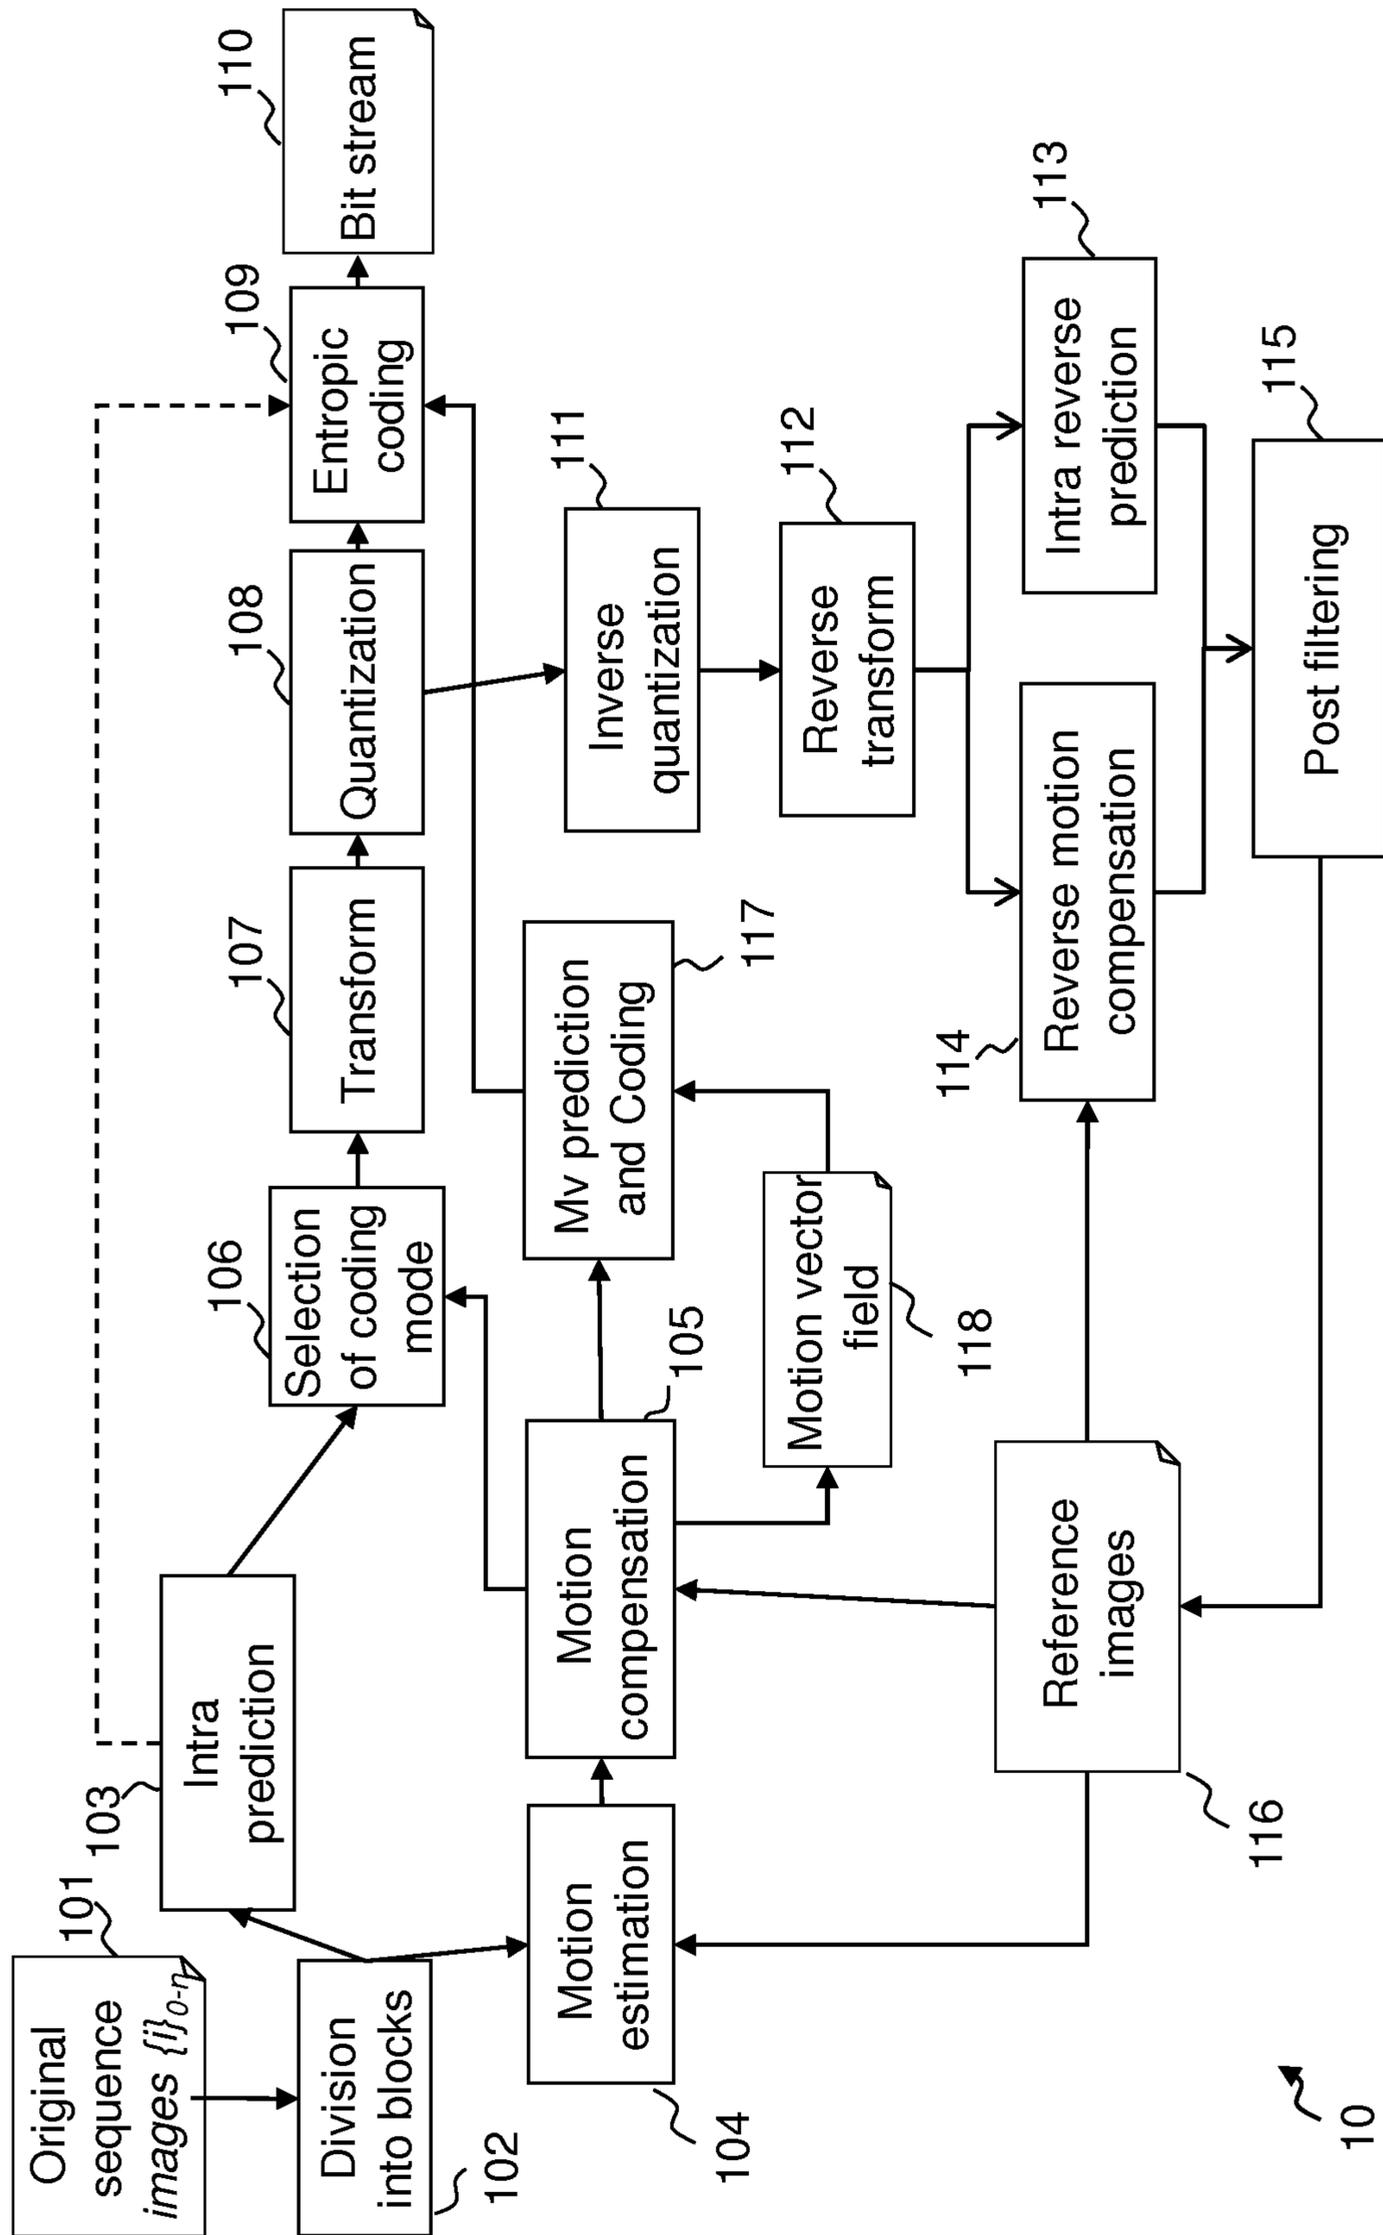 101
Original
sequence
images {i}0-n
103
Intra
prediction
102
Division
into blocks
106
Selection
of coding
mode
107
Transform
108
Quantization
109
Entropic
coding
110
Bit stream
104
Motion
estimation
105
Motion
compensation
117
Mv prediction
and Coding
111
Inverse
quantization
118
Motion vector
field
112
Reverse
transform
116
Reference
images
114
Reverse motion
compensation
113
Intra reverse
prediction
115
Post filtering
10